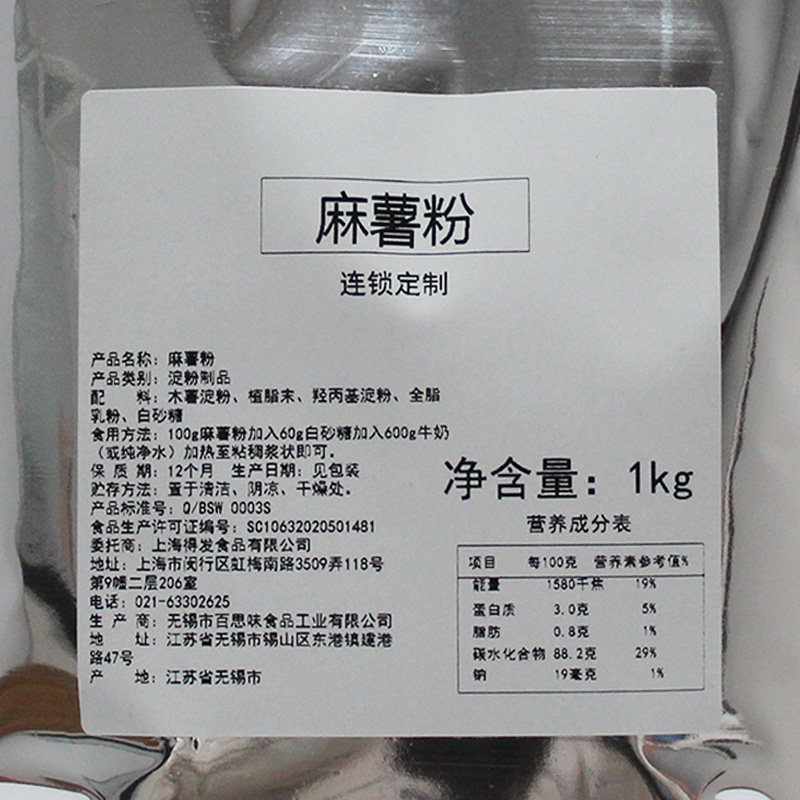 麻薯粉
连锁定制
产品名称：麻薯粉
产品类别：淀粉制品
配 料：木薯淀粉、植脂末、羟丙基淀粉、全脂
乳粉、白砂糖
食用方法：100g麻薯粉加入60g白砂糖加入600g牛奶
（或纯净水）加热至粘稠浆状即可。
保 质 期：12个月 生产日期：见包装
贮存方法：置于清洁、阴凉、干燥处。
产品标准号：Q/BSW 0003S
食品生产许可证编号：SC10632020501481
委托商：上海得发食品有限公司
地址：上海市闵行区虹梅南路3509弄118号
第9幢二层206室
电话：021-63302625
生 产 商：无锡市百思味食品工业有限公司
地 址：江苏省无锡市锡山区东港镇建港
路47号
产 地：江苏省无锡市
净含量：1kg
营养成分表
项目 每100克 营养素参考值%
能量 1580千焦 19%
蛋白质 3.0克 5%
脂肪 0.8克 1%
碳水化合物 88.2克 29%
钠 19毫克 1%